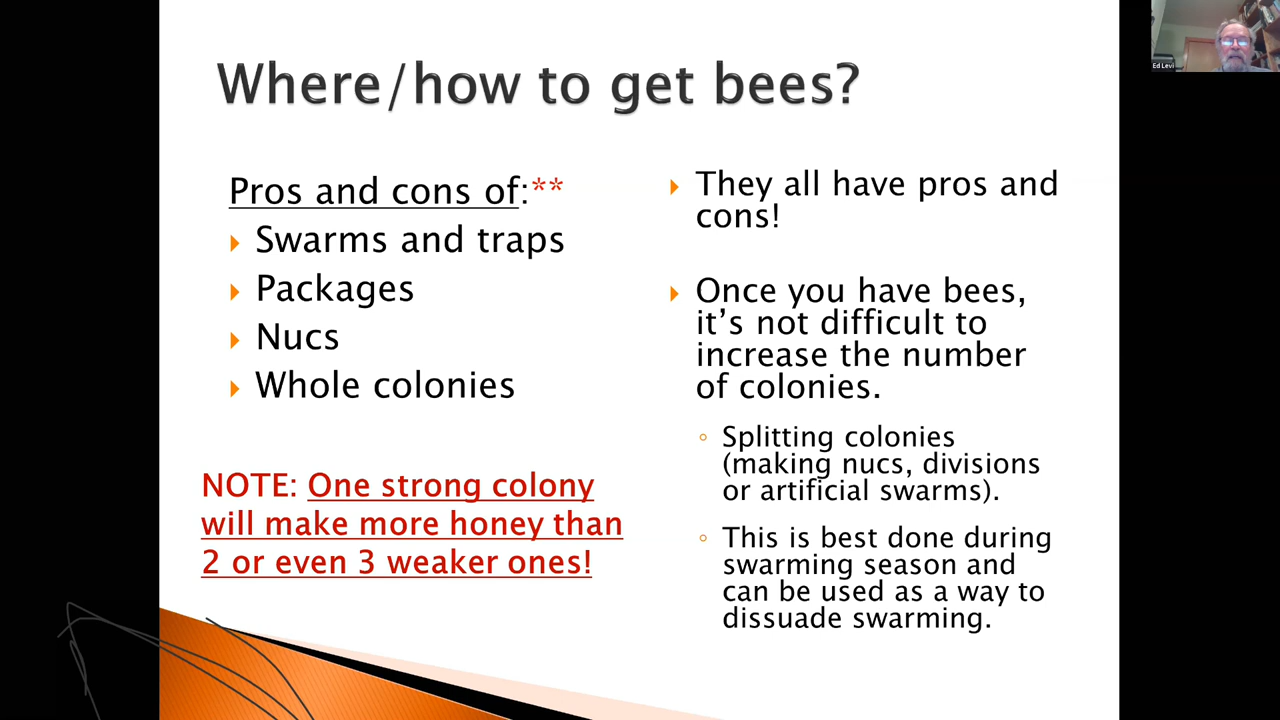 Where/how to get bees?
Pros and cons of:**
Swarms and traps
Packages
Nucs
Whole colonies
NOTE: One strong colony
will make more honey than
2 or even 3 weaker ones!
They all have pros and
cons!
Once you have bees,
it's not difficult to
increase the number
of colonies.
Splitting colonies
(making nucs, divisions
or artificial swarms).
This is best done during
swarming season and
can be used as a way to
dissuade swarming.
Ed Levi